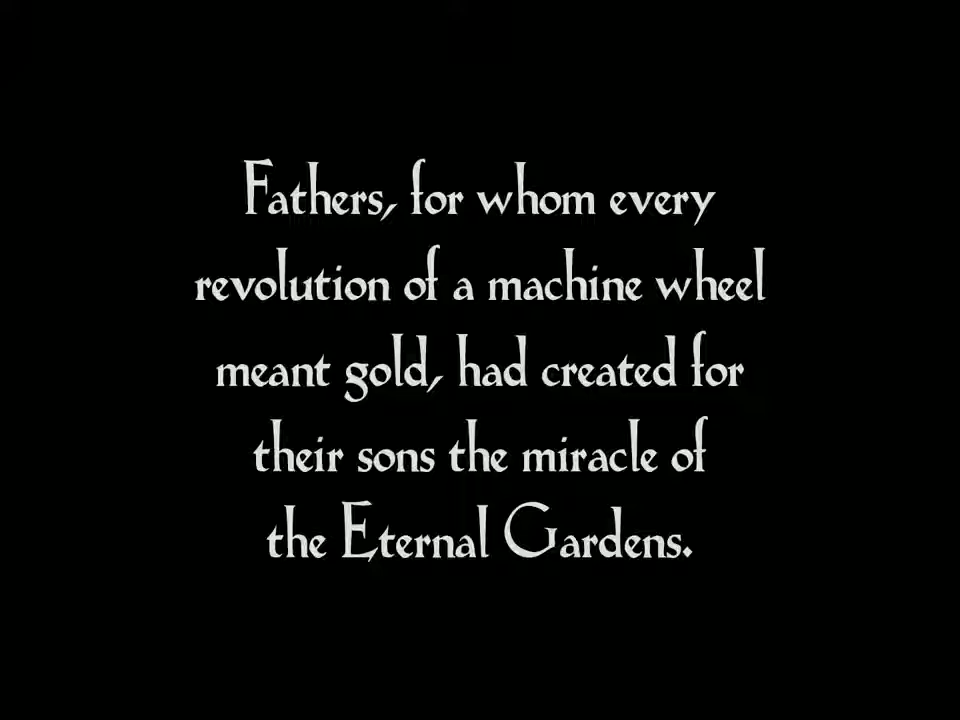 Fathers, for whom every
revolution of a machine wheel
meant gold, had created for
their sons the miracle of
the Eternal Gardens.